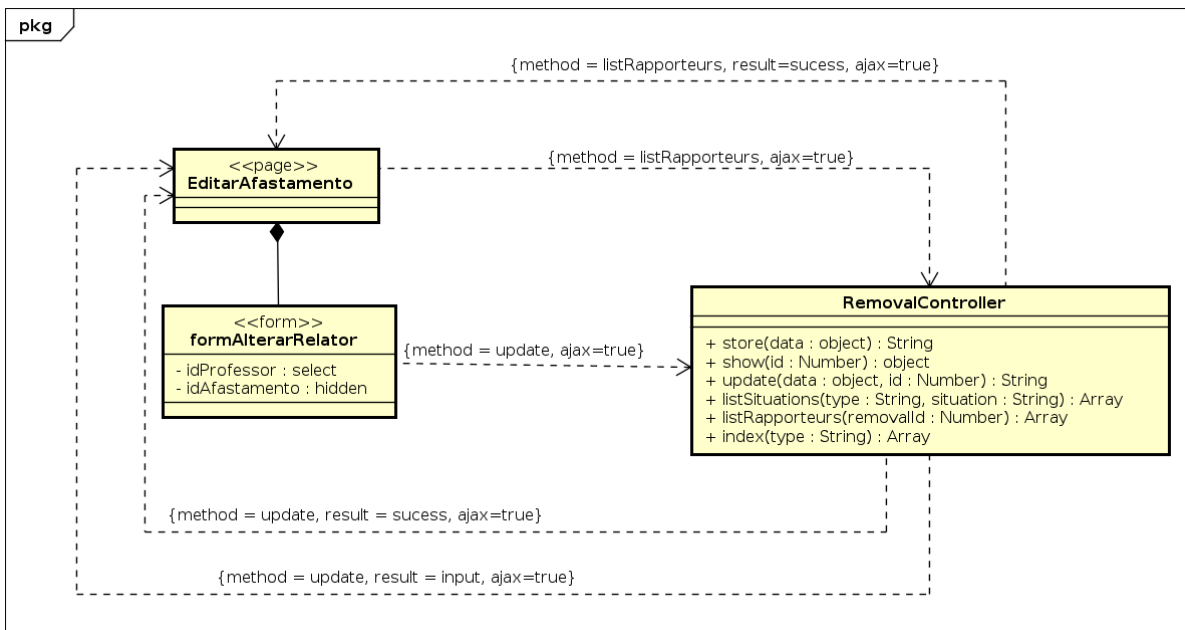 pkg
{method = listRapporteurs, result=sucess, ajax=true}
{method = listRapporteurs, ajax=true}
<<page>>
EditarAfastamento
<<form>>
formAlterarRelator
- idProfessor : select
- idAfastamento : hidden
{method = update, ajax=true}
RemovalController
+ store(data : object) : String
+ show(id : Number) : object
+ update(data : object, id : Number) : String
+ listSituations(type : String, situation : String) : Array
+ listRapporteurs(removalId : Number) : Array
+ index(type : String) : Array
{method = update, result = sucess, ajax=true}
{method = update, result = input, ajax=true}